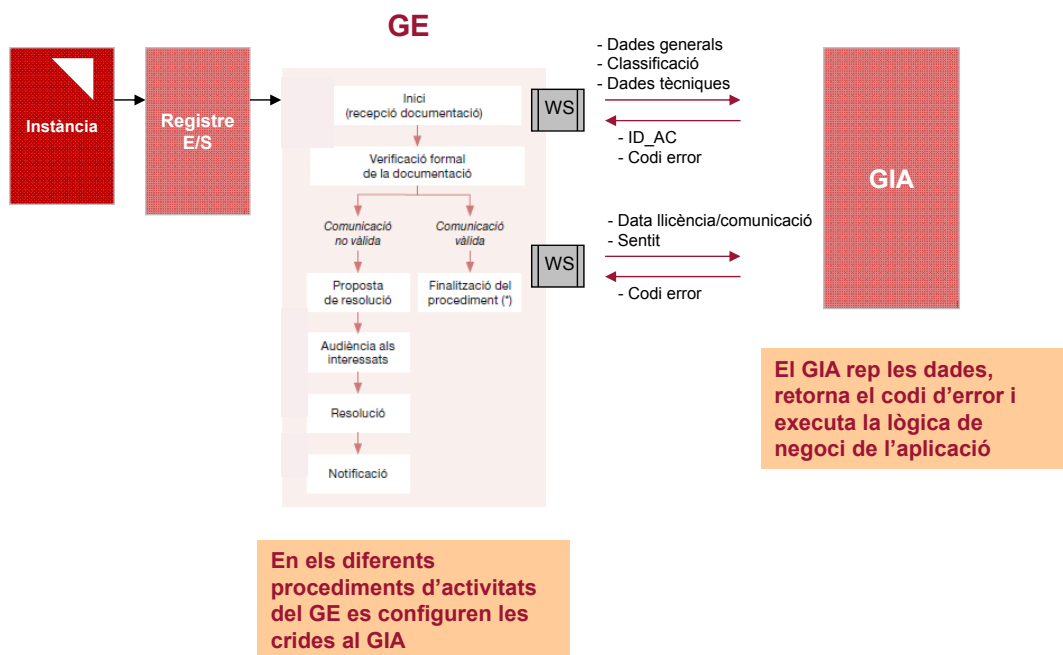 GE
Instància
Registre
E/S
Inici
(recepció documentació)
Verificació formal
de la documentació
Comunicació
no vàlida
Comunicació
vàlida
Proposta
de resolució
Finalització del
procediment (*)
Audiència als
interessats
Resolució
Notificació
WS
- Dades generals
- Classificació
- Dades tècniques
- ID_AC
- Codi error
WS
- Data llicència/comunicació
- Sentit
- Codi error
GIA
El GIA rep les dades,
retorna el codi d’error i
executa la lògica de
negoci de l’aplicació
En els diferents
procediments d’activitats
del GE es configuren les
crides al GIA